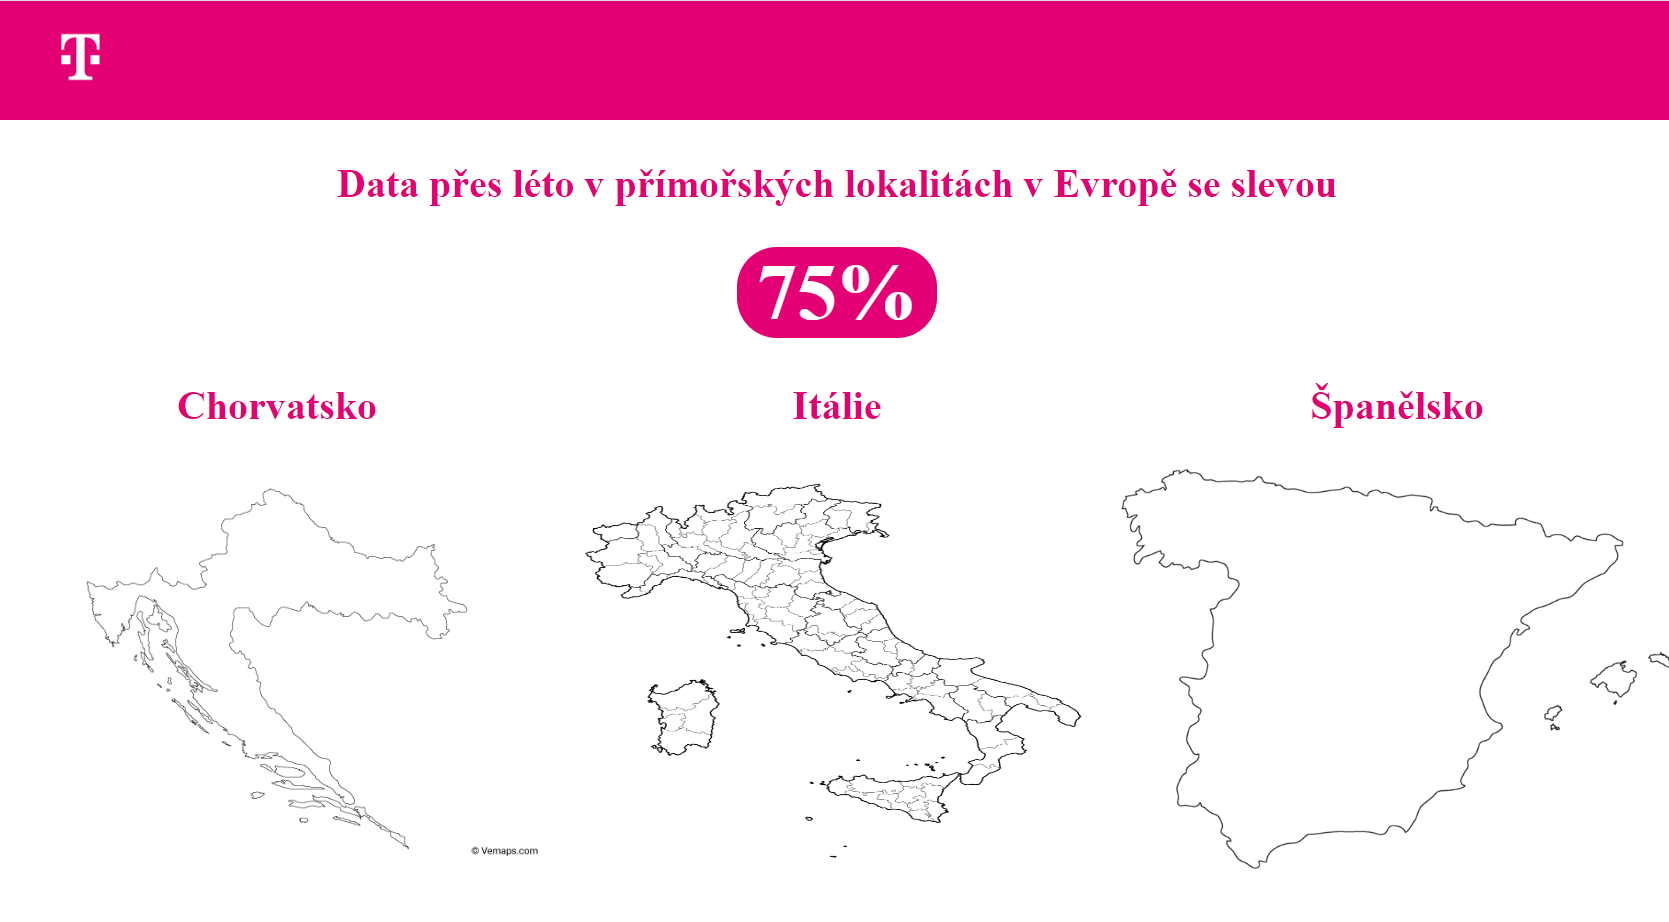 T
Data přes léto v přímořských lokalitách v Evropě se slevou
75%
Chorvatsko
Itálie
Španělsko
© Vemaps.com